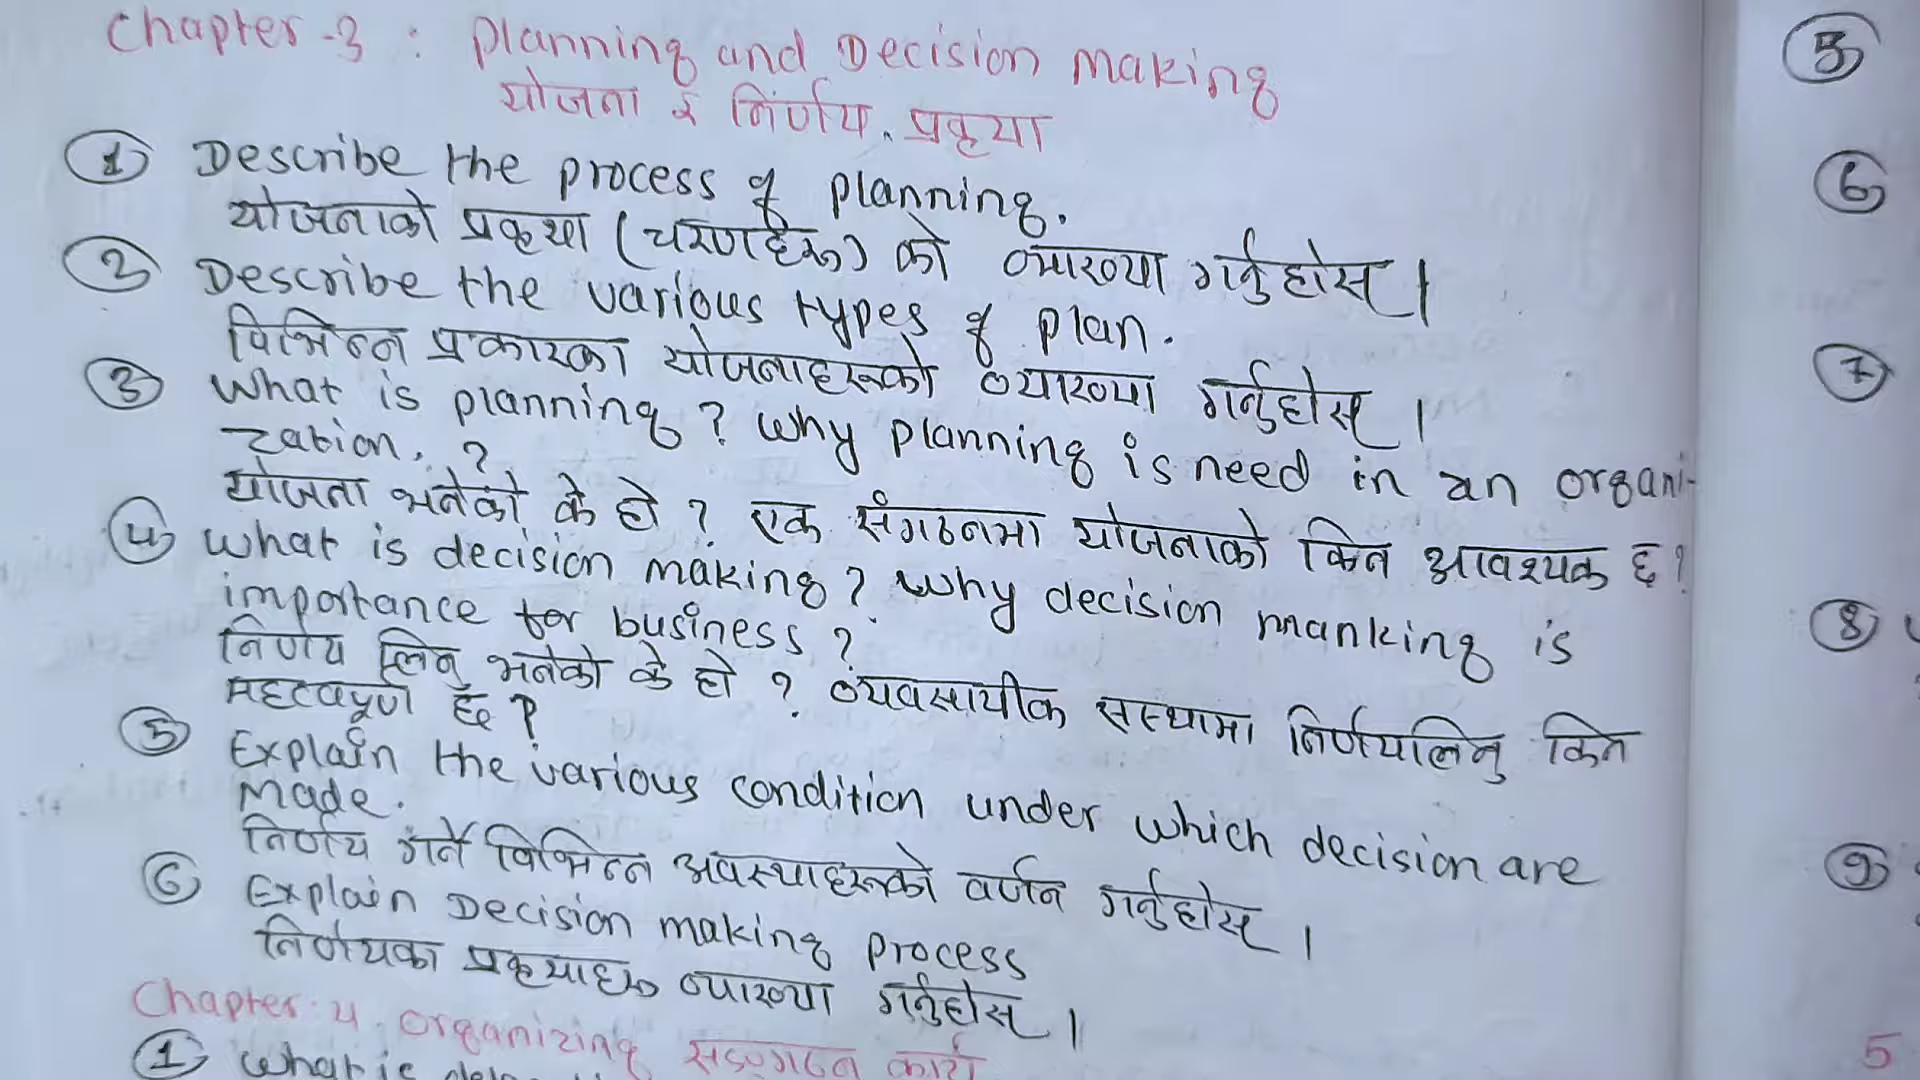 Chapter-3 : Planning and Decision Making
योजना र निर्णय प्रकृया
① Describe the process of planning.
योजनाको प्रकृया (चरणहरू) को व्याख्या गर्नुहोस् ।
② Describe the various types of plan.
विभिन्न प्रकारका योजनाहरूको व्याख्या गर्नुहोस् ।
③ What is planning? Why planning is need in an organi-
zation. ?
योजना भनेको के हो ? एक संगठनमा योजनाको किन आवश्यक छ ?
④ What is decision making? Why decision manking is
importance for business ?
निर्णय लिनु भनेको के हो ? व्यवसायीक संस्थामा निर्णयलिनु किन
महत्वपूर्ण छ ?
⑤ Explain the various condition under which decision are
made.
निर्णय गर्ने विभिन्न अवस्थाहरूको वर्णन गर्नुहोस् ।
⑥ Explain Decision making process
निर्णयका प्रकृयाहरू व्याख्या गर्नुहोस् ।
Chapter: 4. Organizing सङ्गठन कार्य
① What is
⑤
⑥
⑦
⑧
⑨
5